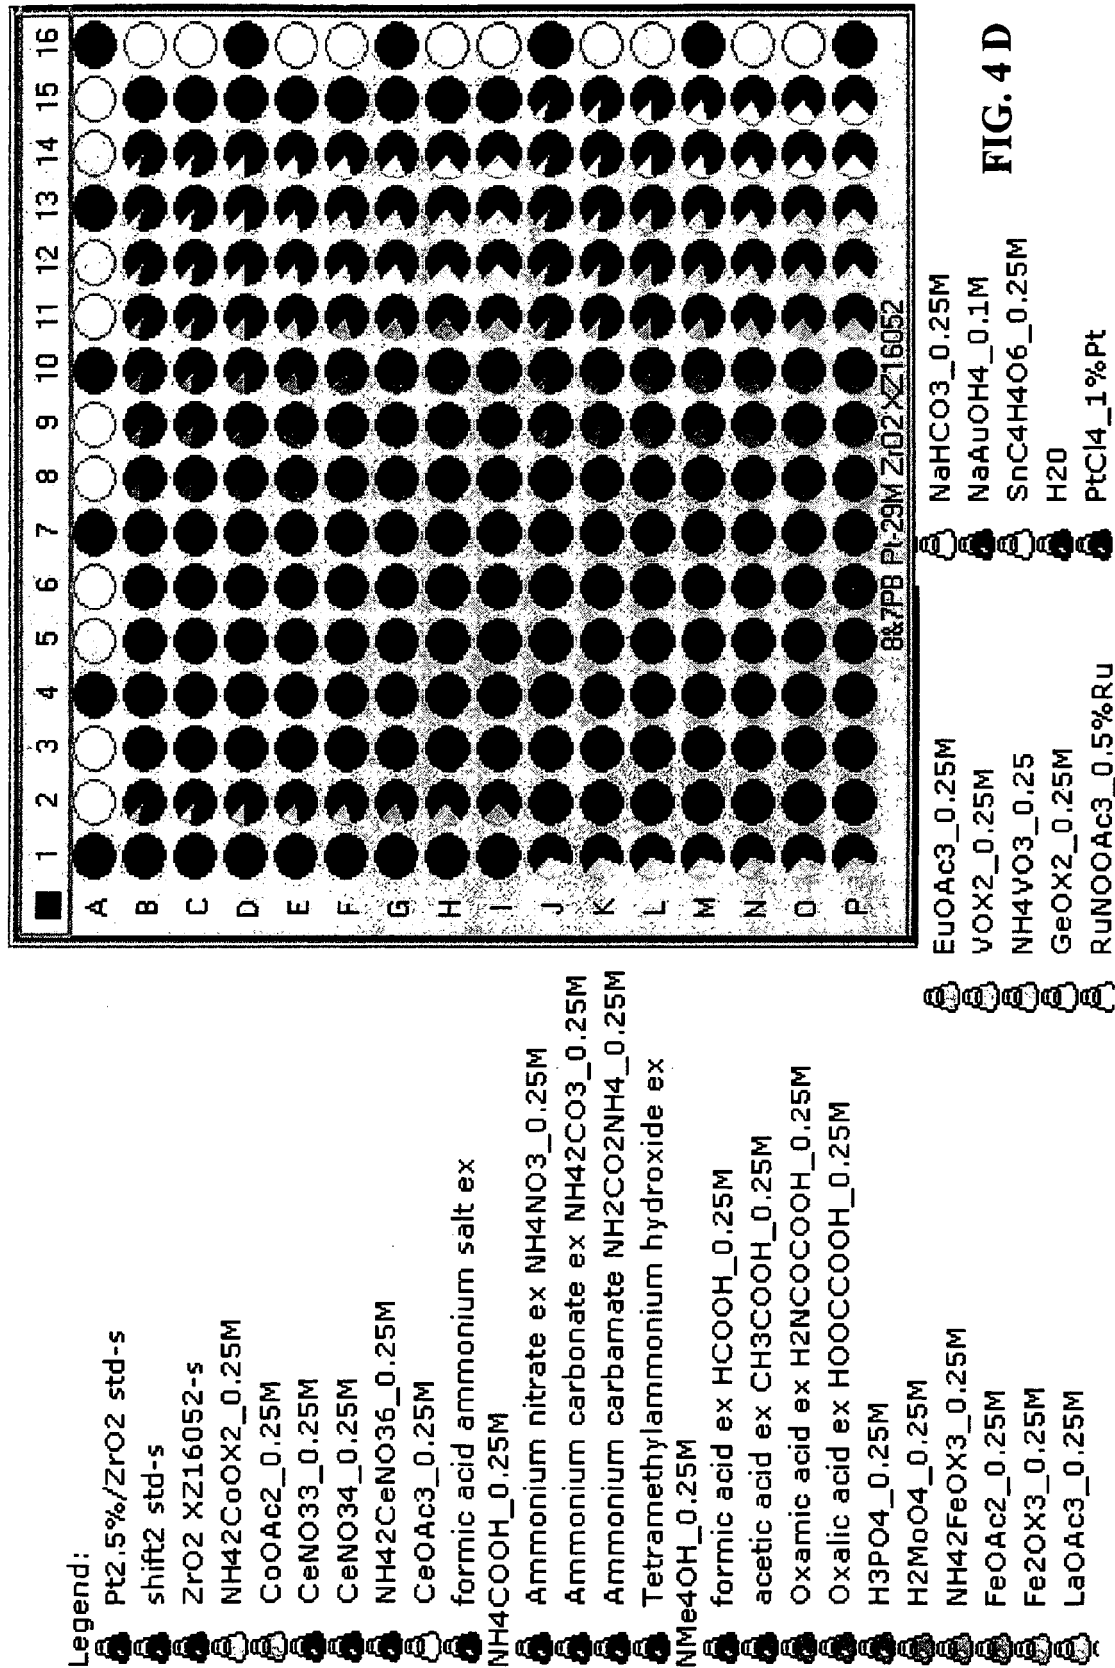 Legend:
Pt2.5%/ZrO2 std-s
shift2 std-s
ZrO2 XZ16052-s
NH42CoOX2_0.25M
CoOAc2_0.25M
CeNO33_0.25M
CeNO34_0.25M
NH42CeNO36_0.25M
CeOAc3_0.25M
formic acid ammonium salt ex
NH4COOH_0.25M
Ammonium nitrate ex NH4NO3_0.25M
Ammonium carbonate ex NH42CO3_0.25M
Ammonium carbamate NH2CO2NH4_0.25M
Tetramethylammonium hydroxide ex
NMe4OH_0.25M
formic acid ex HCOOH_0.25M
acetic acid ex CH3COOH_0.25M
Oxamic acid ex H2NCOCOOH_0.25M
Oxalic acid ex HOOCCOOH_0.25M
H3PO4_0.25M
H2MoO4_0.25M
NH42FeOX3_0.25M
FeOAc2_0.25M
Fe2OX3_0.25M
LaOAc3_0.25M
1 2 3 4 5 6 7 8 9 10 11 12 13 14 15 16
A
B
C
D
E
F
G
H
I
J
K
L
M
N
O
P
8&7PB Pt-29M ZrO2 XZ16052
EuOAc3_0.25M
VOX2_0.25M
NH4VO3_0.25
GeOX2_0.25M
RuNOOAc3_0.5%Ru
NaHCO3_0.25M
NaAuOH4_0.1M
SnC4H4O6_0.25M
H2O
PtCl4_1%Pt
FIG. 4 D